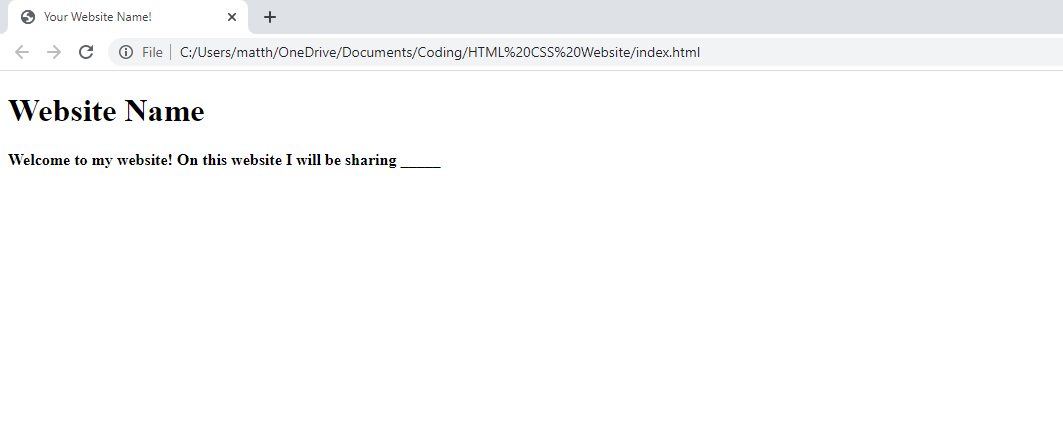 Your Website Name!
File C:/Users/matth/OneDrive/Documents/Coding/HTML%20CSS%20Website/index.html
Website Name
Welcome to my website! On this website I will be sharing _____